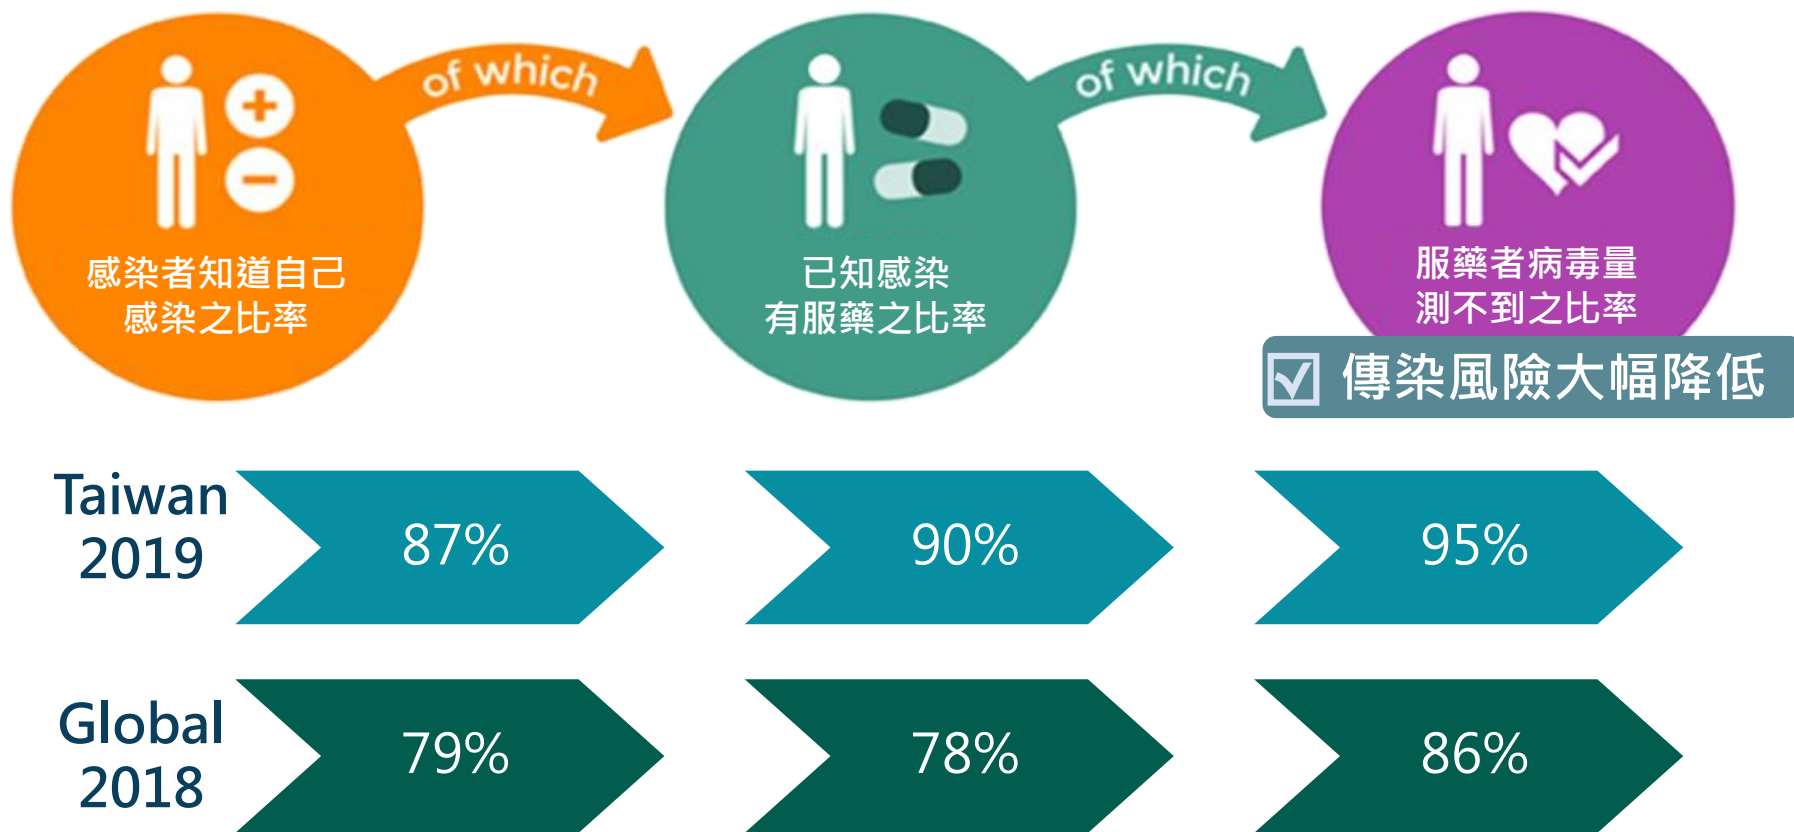 of which
of which
感染者知道自己
感染之比率
已知感染
有服藥之比率
服藥者病毒量
測不到之比率
傳染風險大幅降低
Taiwan
2019
87%
90%
95%
Global
2018
79%
78%
86%